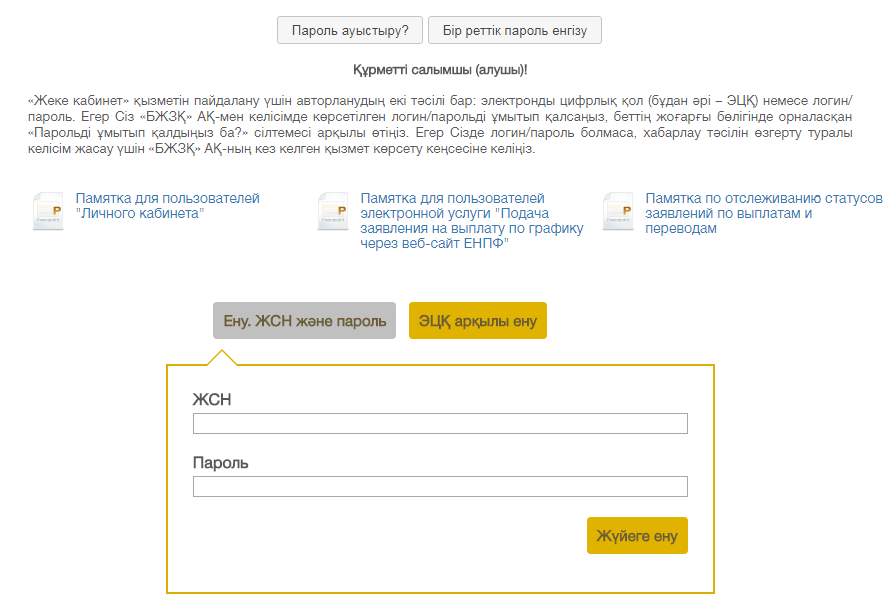 Пароль ауыстыру? Бір реттік пароль енгізу
Құрметті салымшы (алушы)!
«Жеке кабинет» қызметін пайдалану үшін авторланудың екі тәсілі бар: электронды цифрлық қол (бұдан әрі – ЭЦҚ) немесе логин/
пароль. Егер Сіз «БЖЗҚ» АҚ-мен келісімде көрсетілген логин/парольді ұмытып қалсаңыз, беттің жоғарғы бөлігінде орналасқан
«Парольді ұмытып қалдыңыз ба?» сілтемесі арқылы өтіңіз. Егер Сізде логин/пароль болмаса, хабарлау тәсілін өзгерту туралы
келісім жасау үшін «БЖЗҚ» АҚ-ның кез келген қызмет көрсету кеңсесіне келіңіз.
Памятка для пользователей
"Личного кабинета"
Памятка для пользователей
электронной услуги "Подача
заявления на выплату по графику
через веб-сайт ЕНПФ"
Памятка по отслеживанию статусов
заявлений по выплатам и
переводам
Ену. ЖСН және пароль ЭЦҚ арқылы ену
ЖСН
Пароль
Жүйеге ену